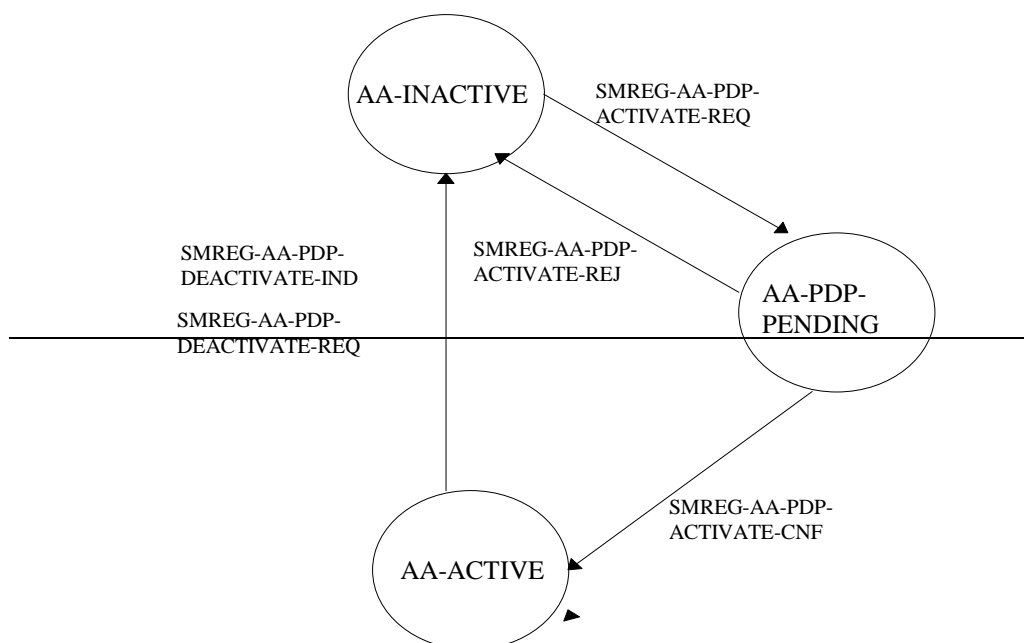 AA-INACTIVE
SMREG-AA-PDP-
ACTIVATE-REQ
SMREG-AA-PDP-
DEACTIVATE-IND
SMREG-AA-PDP-
ACTIVATE-REJ
AA-PDP-
PENDING
SMREG-AA-PDP-
DEACTIVATE-REQ
SMREG-AA-PDP-
ACTIVATE-CNF
AA-ACTIVE